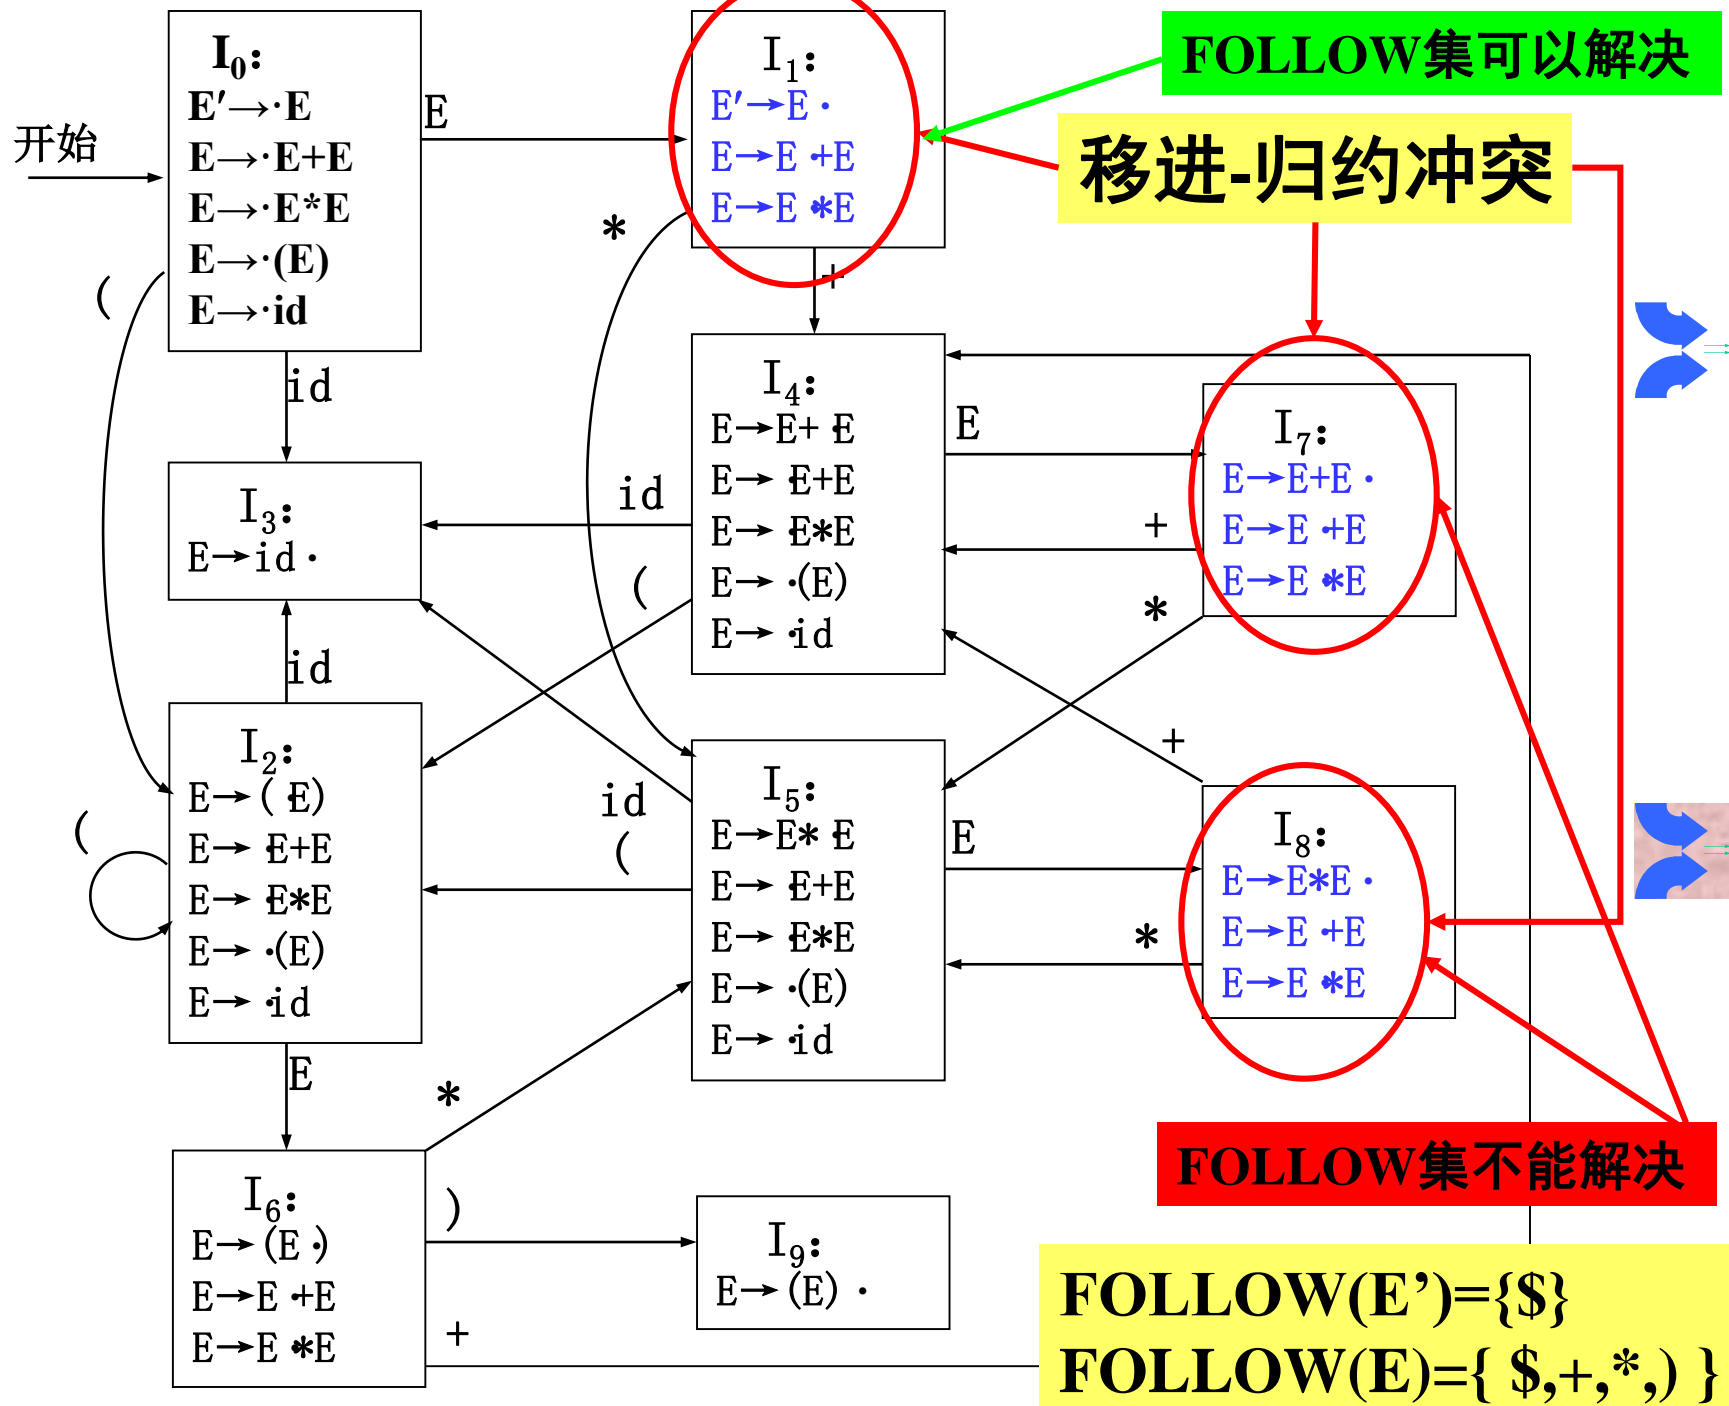 开始
I₀:
E′→·E
E→·E+E
E→·E*E
E→·(E)
E→·id
E
I₁:
E′→E·
E→E·+E
E→E·*E
FOLLOW集可以解决
移进-归约冲突
*
+
(
id
I₄:
E→E+·E
E→·E+E
E→·E*E
E→·(E)
E→·id
E
I₇:
E→E+E·
E→E·+E
E→E·*E
I₃:
E→id·
id
+
(
*
id
I₂:
E→(·E)
E→·E+E
E→·E*E
E→·(E)
E→·id
(
id
(
I₅:
E→E*·E
E→·E+E
E→·E*E
E→·(E)
E→·id
E
+
I₈:
E→E*E·
E→E·+E
E→E·*E
*
E
*
FOLLOW集不能解决
I₆:
E→(E·)
E→E·+E
E→E·*E
)
+
I₉:
E→(E)·
FOLLOW(E’)={$}
FOLLOW(E)={ $,+,*,) }